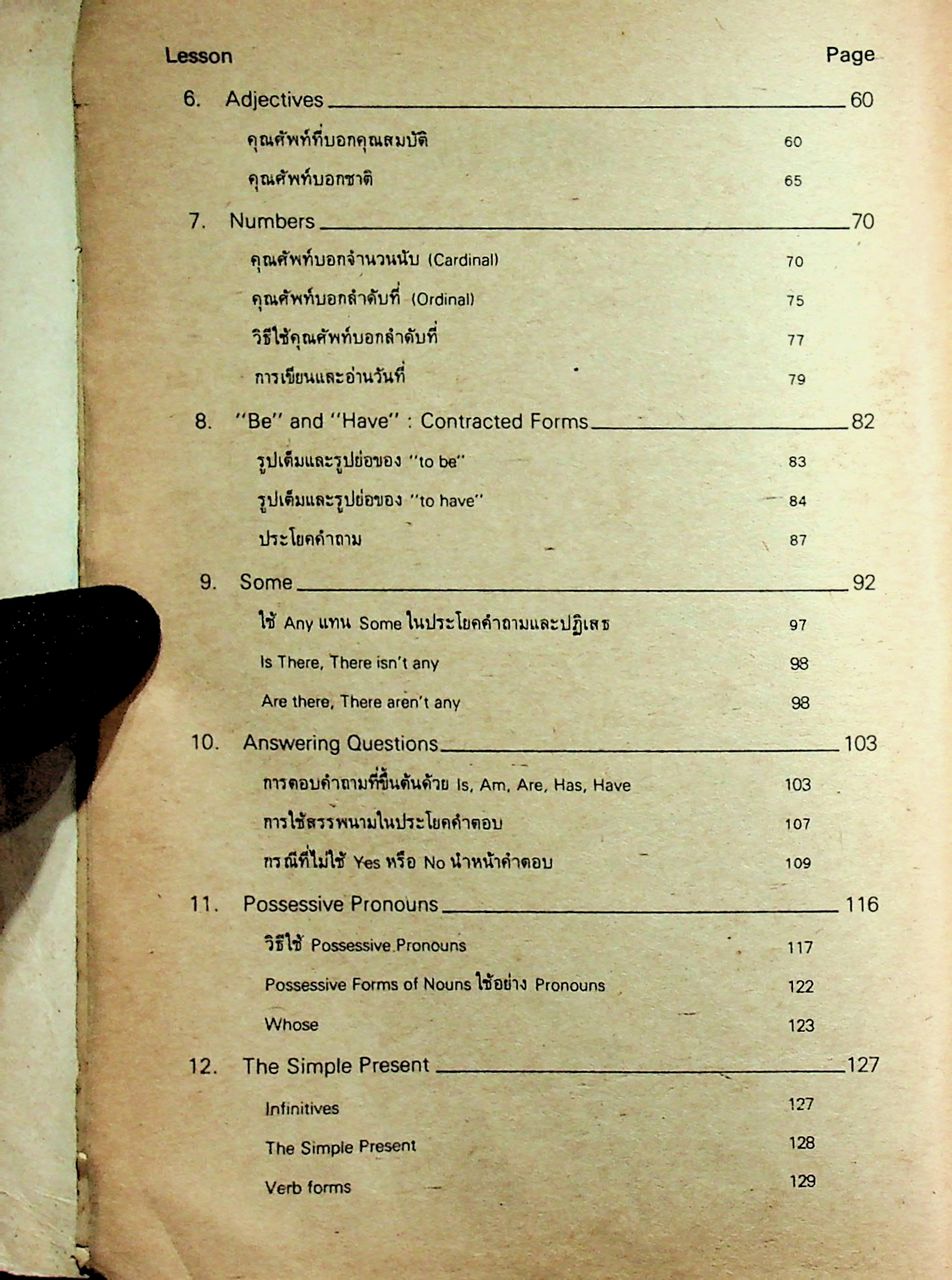 Lesson Page
6. Adjectives 60
คุณศัพท์ที่บอกคุณสมบัติ 60
คุณศัพท์บอกชาติ 65
7. Numbers 70
คุณศัพท์บอกจำนวนนับ (Cardinal) 70
คุณศัพท์บอกลำดับที่ (Ordinal) 75
วิธีใช้คุณศัพท์บอกลำดับที่ 77
การเขียนและอ่านวันที่ 79
8. "Be" and "Have" : Contracted Forms 82
รูปเต็มและรูปย่อของ "to be" 83
รูปเต็มและรูปย่อของ "to have" 84
ประโยคคำถาม 87
9. Some 92
ใช้ Any แทน Some ในประโยคคำถามและปฏิเสธ 97
Is There, There isn't any 98
Are there, There aren't any 98
10. Answering Questions 103
การตอบคำถามที่ขึ้นต้นด้วย Is, Am, Are, Has, Have 103
การใช้สรรพนามในประโยคคำตอบ 107
กรณีที่ไม่ใช้ Yes หรือ No นำหน้าคำตอบ 109
11. Possessive Pronouns 116
วิธีใช้ Possessive Pronouns 117
Possessive Forms of Nouns ใช้อย่าง Pronouns 122
Whose 123
12. The Simple Present 127
Infinitives 127
The Simple Present 128
Verb forms 129